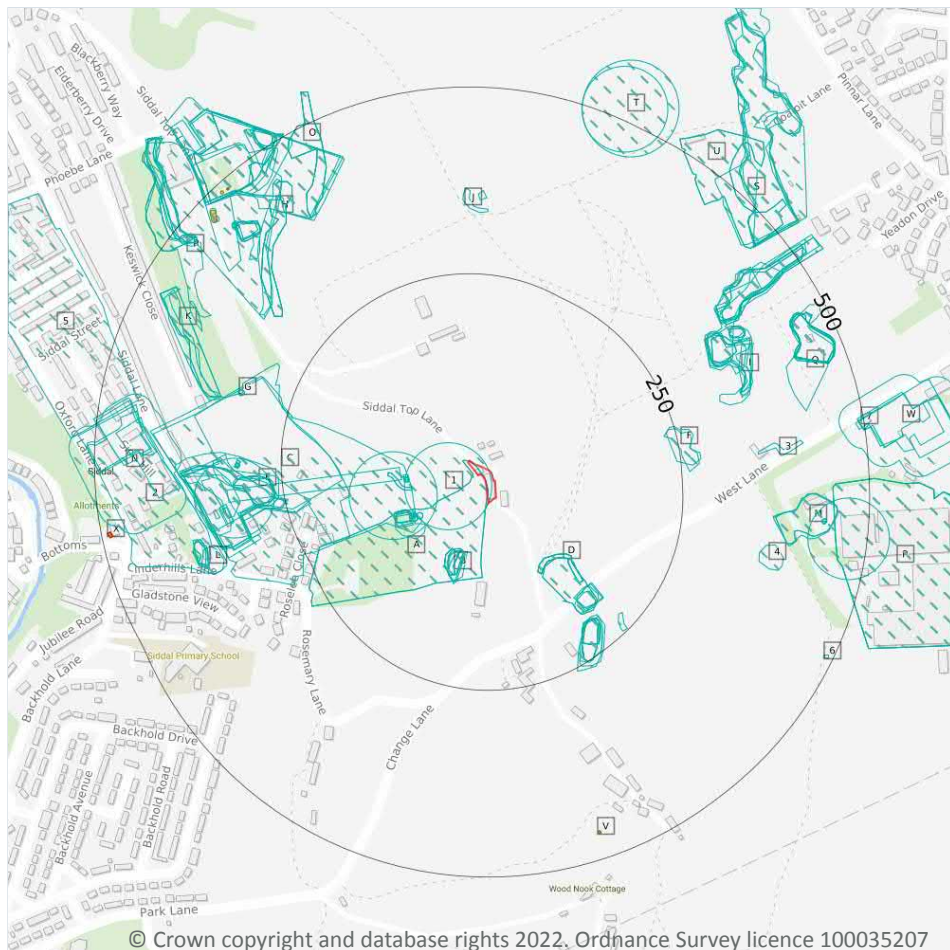 Blackberry Way
Elderberry Drive
Siddal Top
Phoebe Lane
O
H
J
T
U
S
Pinnar Lane
Yeadon Drive
Keswick Close
K
5
Siddal Street
Siddal Lane
G
Siddal Top Lane
500
250
I
Q
F
3
W
West Lane
Oxford Lane
N
Siddal
2
C
E
1
Allotments
X
Bottoms
L
Cinderhills Lane
Gladstone View
Roselea Close
A
D
M
4
6
Jubilee Road
Siddal Primary School
Rosemary Lane
Backhold Lane
Backhold Drive
Change Lane
Backhold Avenue
Backhold Road
V
Wood Nook Cottage
Park Lane
© Crown copyright and database rights 2022. Ordnance Survey licence 100035207